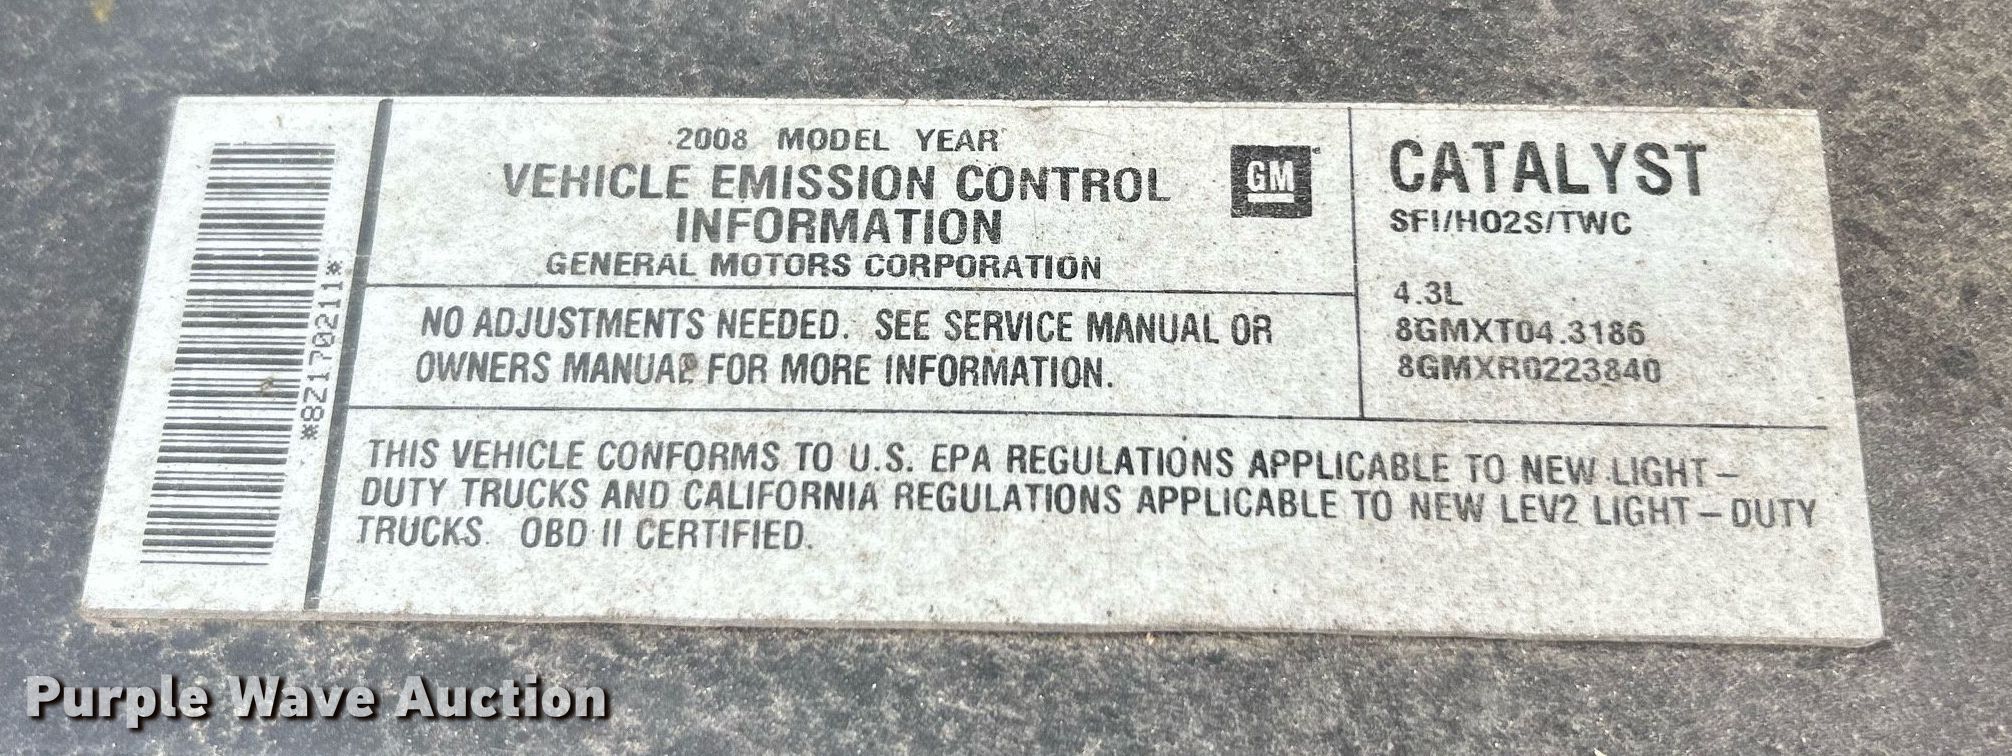 2008 MODEL YEAR
VEHICLE EMISSION CONTROL
INFORMATION
GENERAL MOTORS CORPORATION
GM
CATALYST
SFI/HO2S/TWC
4.3L
8GMXT04.3186
8GMXR0223840
NO ADJUSTMENTS NEEDED. SEE SERVICE MANUAL OR
OWNERS MANUAL FOR MORE INFORMATION.
THIS VEHICLE CONFORMS TO U.S. EPA REGULATIONS APPLICABLE TO NEW LIGHT-
DUTY TRUCKS AND CALIFORNIA REGULATIONS APPLICABLE TO NEW LEV2 LIGHT-DUTY
TRUCKS. OBD II CERTIFIED.
*8Z170211*
Purple Wave Auction